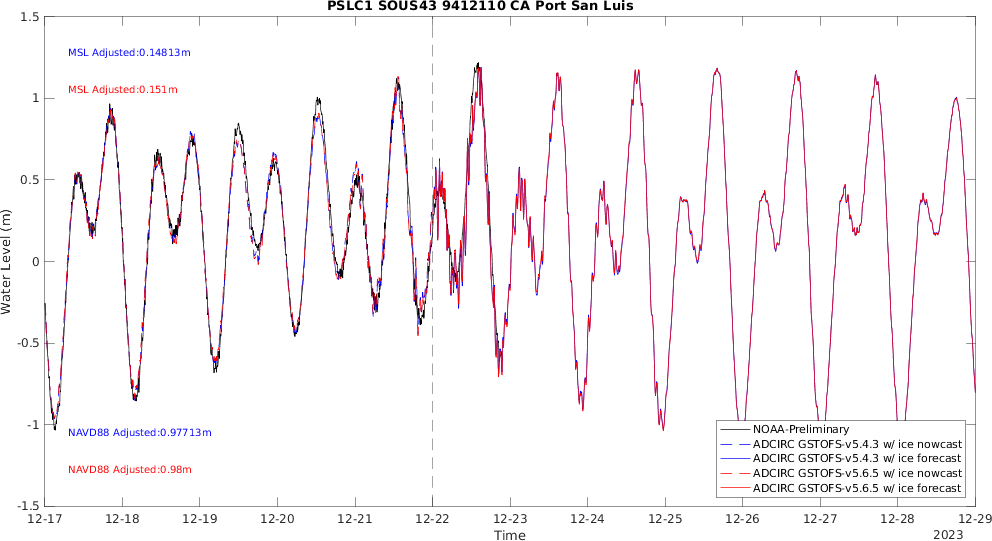 PSLC1 SOUS43 9412110 CA Port San Luis
1.5
1
0.5
0
-0.5
-1
-1.5
Water Level (m)
MSL Adjusted:0.14813m
MSL Adjusted:0.151m
NAVD88 Adjusted:0.97713m
NAVD88 Adjusted:0.98m
NOAA-Preliminary
ADCIRC GSTOFS-v5.4.3 w/ ice nowcast
ADCIRC GSTOFS-v5.4.3 w/ ice forecast
ADCIRC GSTOFS-v5.6.5 w/ ice nowcast
ADCIRC GSTOFS-v5.6.5 w/ ice forecast
12-17 12-18 12-19 12-20 12-21 12-22 12-23 12-24 12-25 12-26 12-27 12-28 12-29
Time
2023